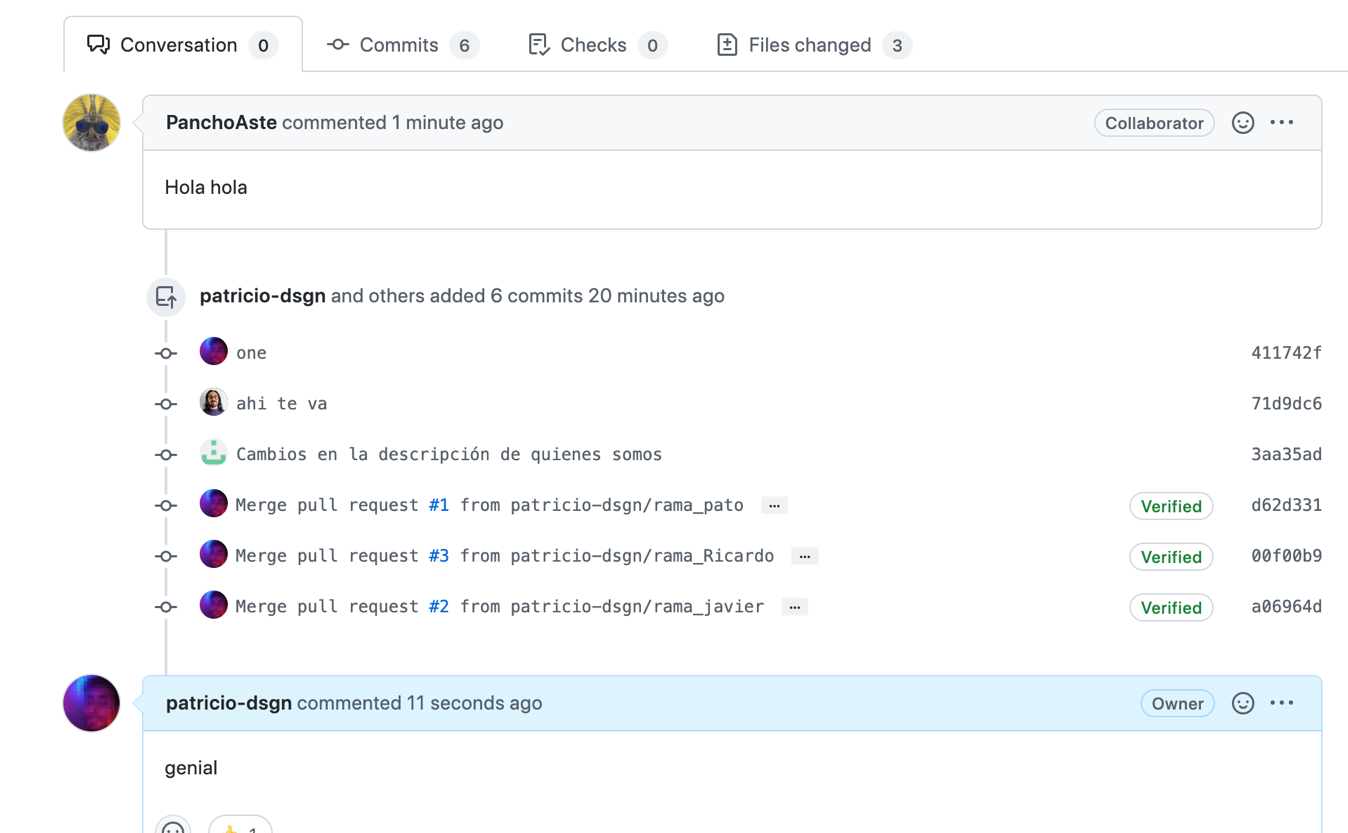 Conversation 0 Commits 6 Checks 0 Files changed 3
PanchoAste commented 1 minute ago Collaborator
Hola hola
patricio-dsgn and others added 6 commits 20 minutes ago
one 411742f
ahi te va 71d9dc6
Cambios en la descripción de quienes somos 3aa35ad
Merge pull request #1 from patricio-dsgn/rama_pato … Verified d62d331
Merge pull request #3 from patricio-dsgn/rama_Ricardo … Verified 00f00b9
Merge pull request #2 from patricio-dsgn/rama_javier … Verified a06964d
patricio-dsgn commented 11 seconds ago Owner
genial
1